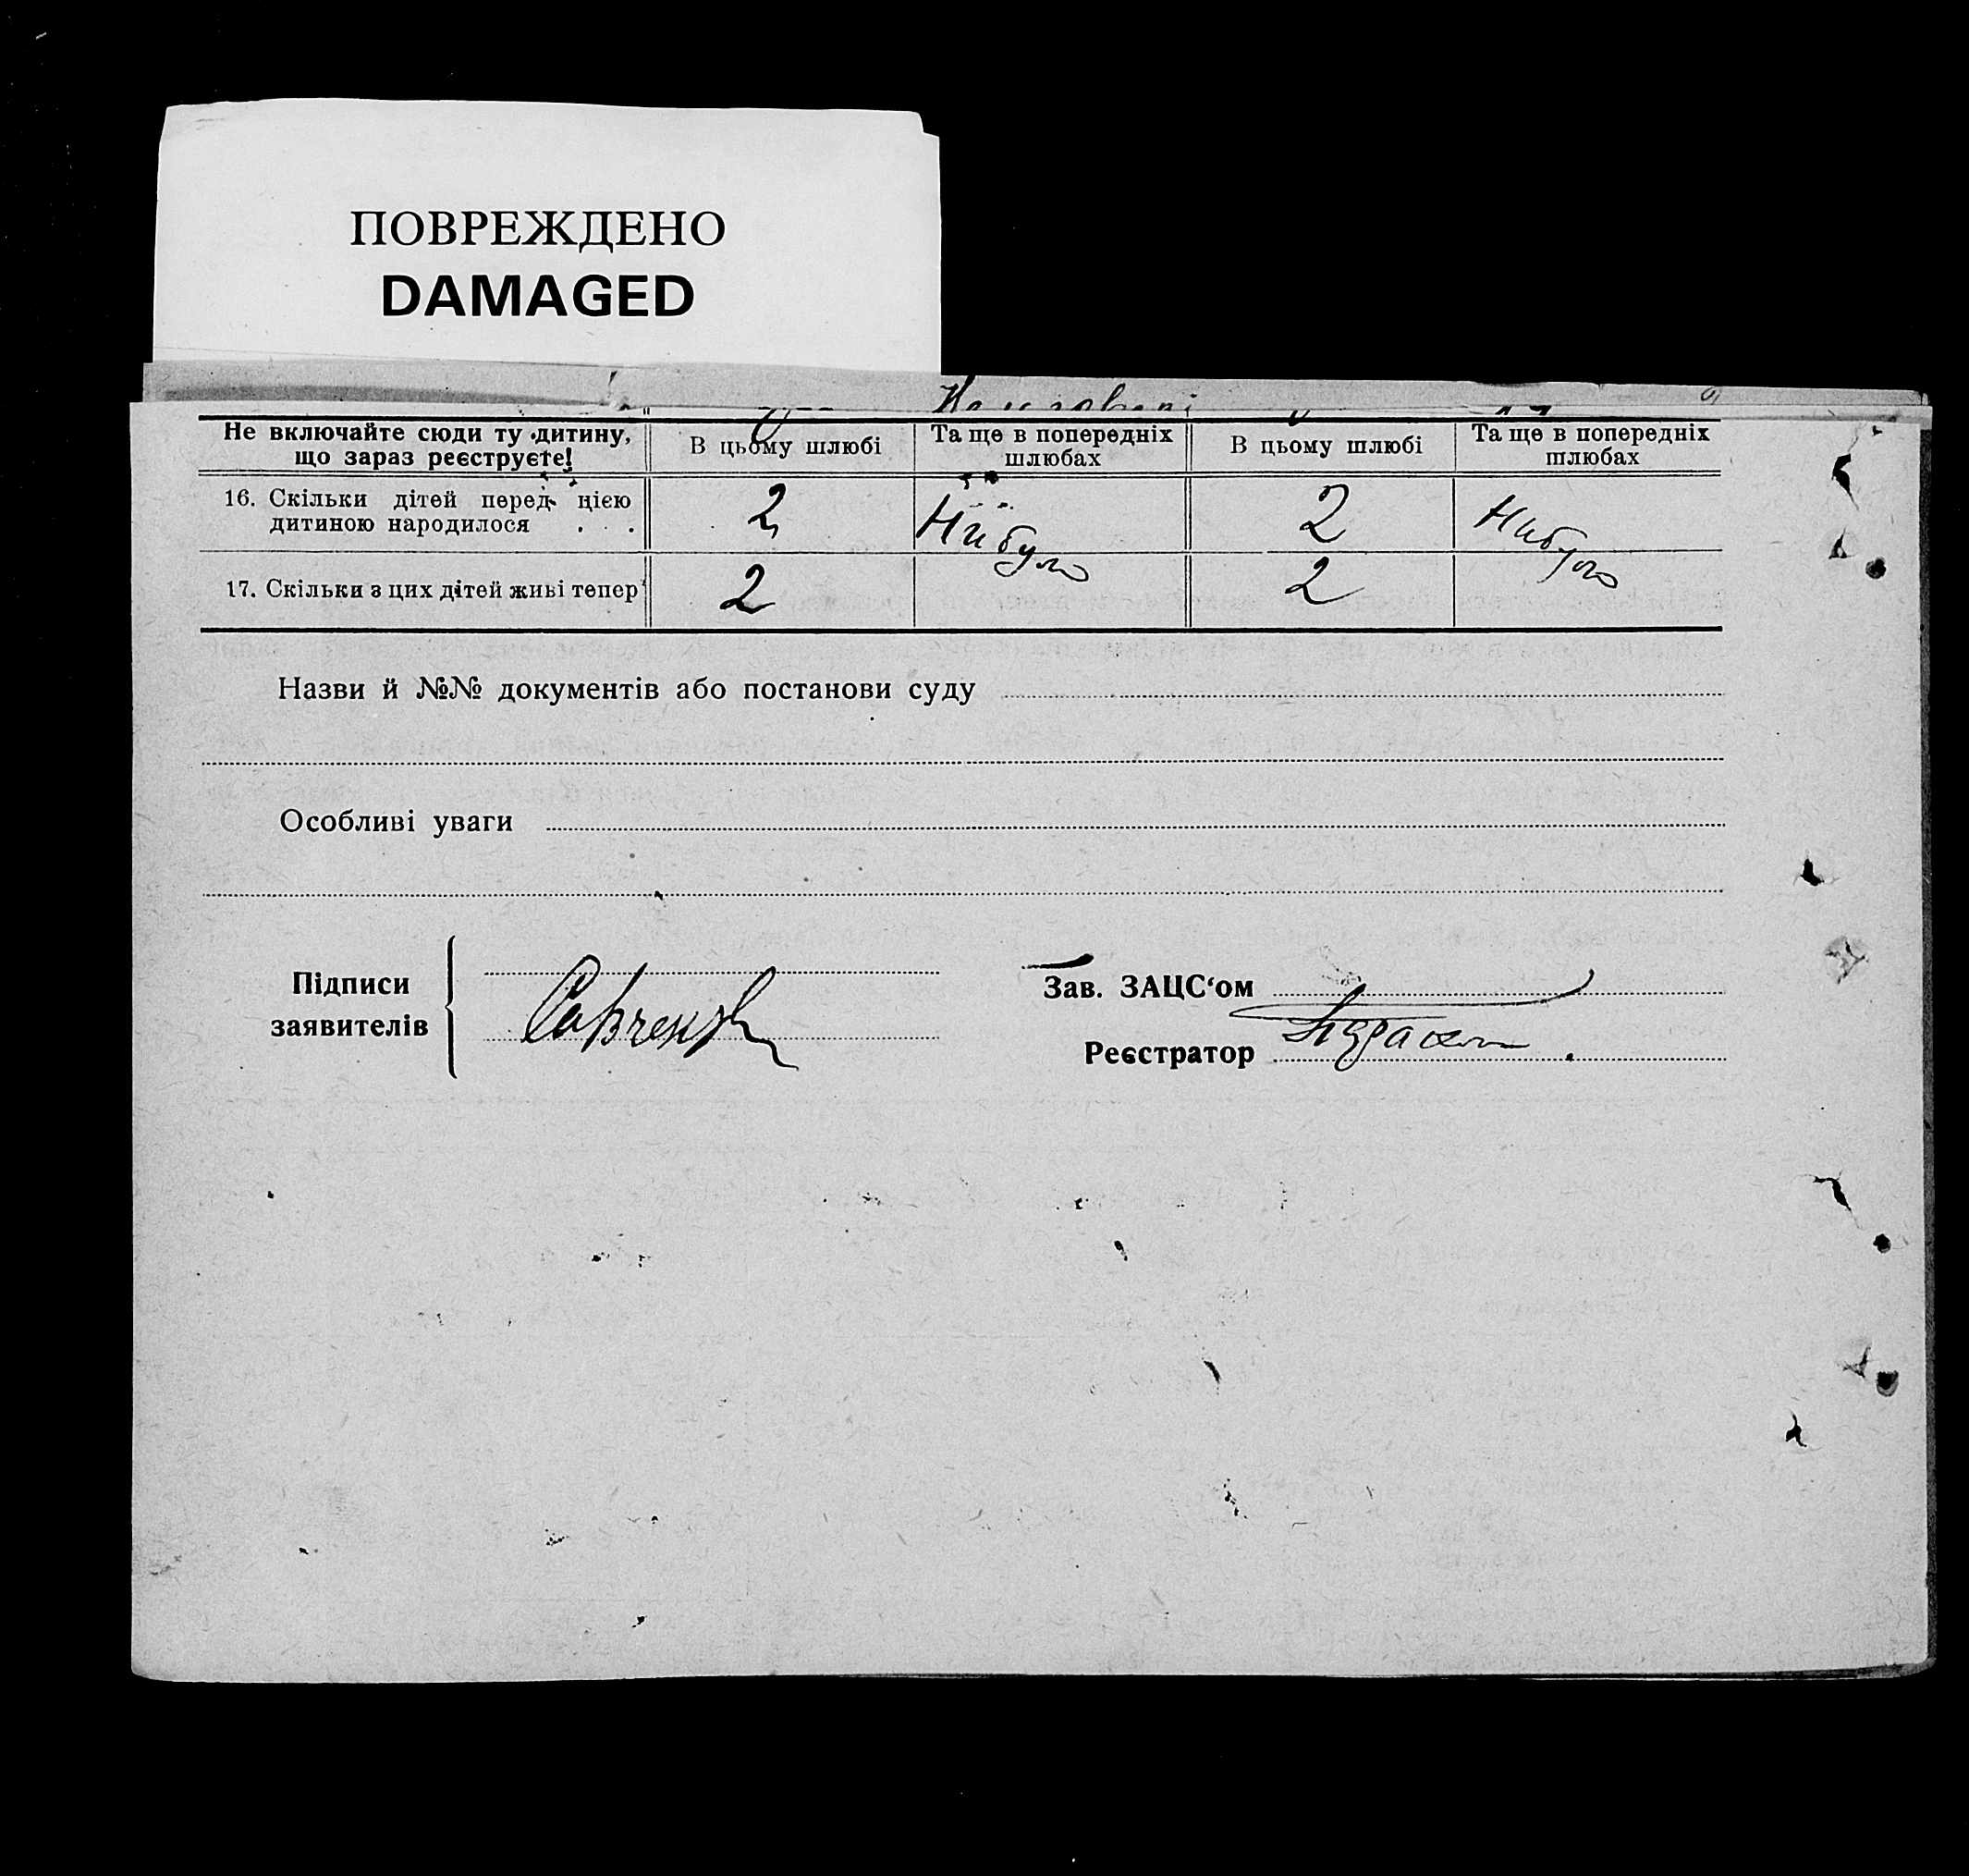 ПОВРЕЖДЕНО
DAMAGED
Не включайте сюди ту дитину, що зараз реєструєте!
В цьому шлюбі
Та ще в попередніх шлюбах
В цьому шлюбі
Та ще в попередніх шлюбах
16. Скільки дітей перед цією
дитиною народилося . . .
2
Ни було
2
Ни було
17. Скільки з цих дітей живі тепер
2
2
Назви й №№ документів або постанови суду
Особливі уваги
Підписи
заявителів
Савченко
Зав. ЗАЦС‘ом
Реєстратор